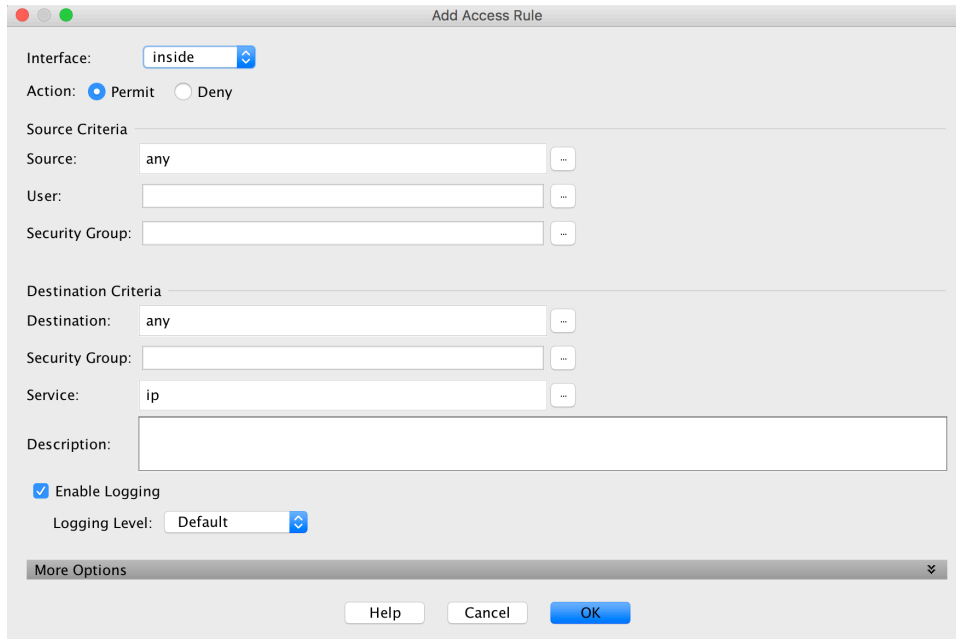 Add Access Rule
Interface: inside
Action: Permit Deny
Source Criteria
Source: any ...
User: ...
Security Group: ...
Destination Criteria
Destination: any ...
Security Group: ...
Service: ip ...
Description:
Enable Logging
Logging Level: Default
More Options
Help Cancel OK